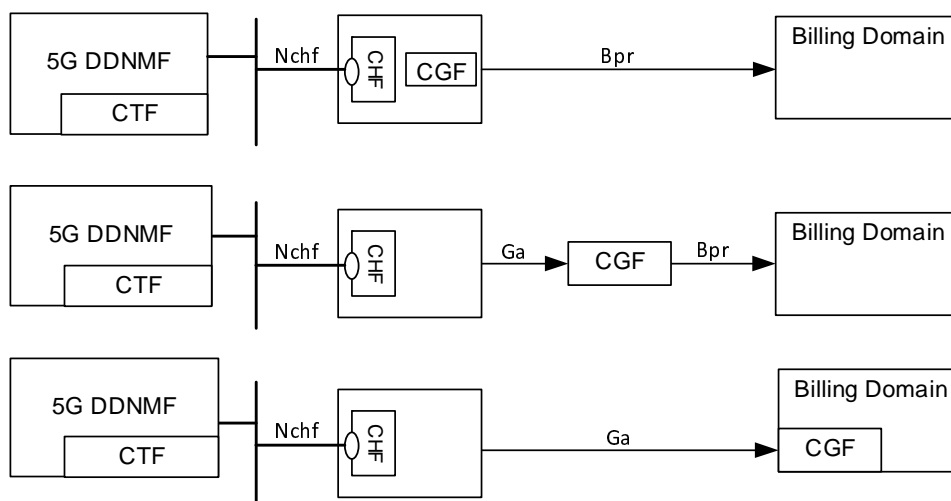 5G DDNMF
CTF
Nchf
CHF
CGF
Bpr
Billing Domain
5G DDNMF
CTF
Nchf
CHF
Ga
CGF
Bpr
Billing Domain
5G DDNMF
CTF
Nchf
CHF
Ga
Billing Domain
CGF